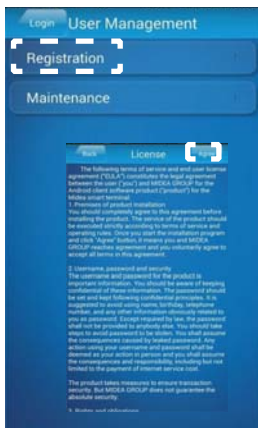 Login User Management
Registration
Maintenance
Back License Agree
The following terms of service and end user license
agreement ("EULA") constitutes the legal agreement
between the user ("you") and MIDEA GROUP for the
Android client software product ("product") for the
Midea smart terminal.
1. Premises of product installation
You should completely agree to this agreement before
installing the product. The service of the product should
be executed strictly according to terms of service and
operating rules. Once you start the installation program
and click "Agree" button, it means you and MIDEA
GROUP reaches agreement and you voluntarily agree to
accept all terms in this agreement.
2. Username, password and security
The username and password for the product is
important information. You should be aware of keeping
confidential of these information. The password should
be set and kept following confidential principles. It is
suggested to avoid using name, birthday, telephone
number, and any other information obviously related to
you as password. Except required by law, the password
shall not be provided to anybody else. You should take
steps to avoid password to be stolen. You shall assume
the consequences caused by leaked password. Any
action using your username and password shall be
deemed as your action in person and you shall assume
the consequences and responsibility, including but not
limited to the payment of internet service cost.
The product takes measures to ensure transaction
security. But MIDEA GROUP does not guarantee the
absolute security.
3. Rights and obligations